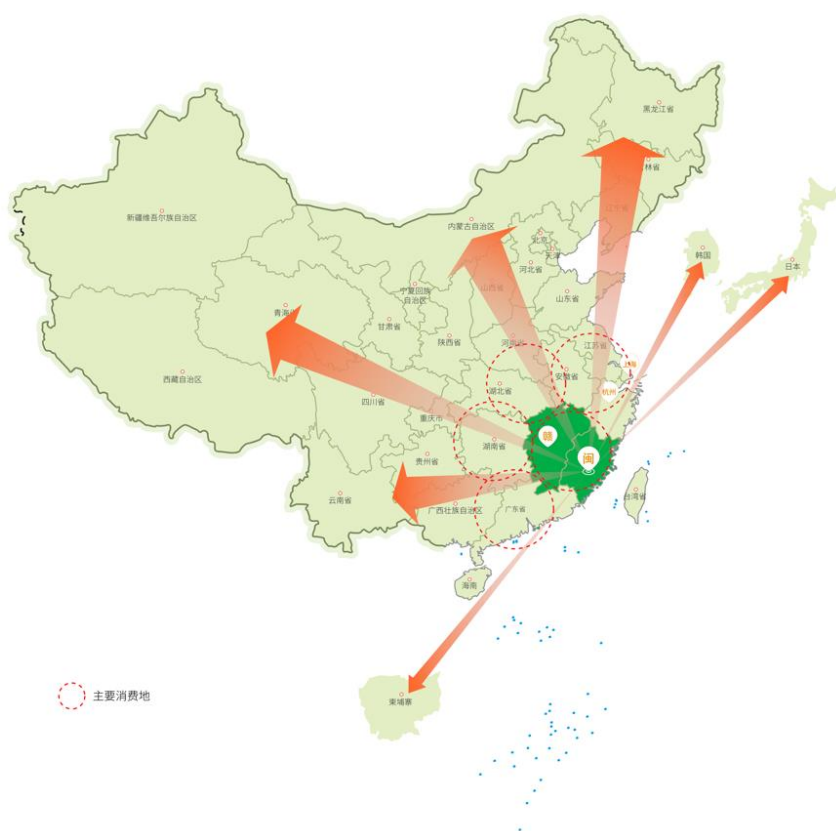 黑龙江省
林省
辽宁省
新疆维吾尔族自治区
内蒙古自治区
北京
天津
韩国
日本
河北省
宁夏回族
自治区
山西省
山东省
青海省
甘肃省
陕西省
河南省
江苏省
上海
西藏自治区
安徽省
湖北省
杭州
四川省
重庆市
赣
湖南省
闽
贵州省
云南省
广西壮族自治区
广东省
台湾省
海南
主要消费地
柬埔寨